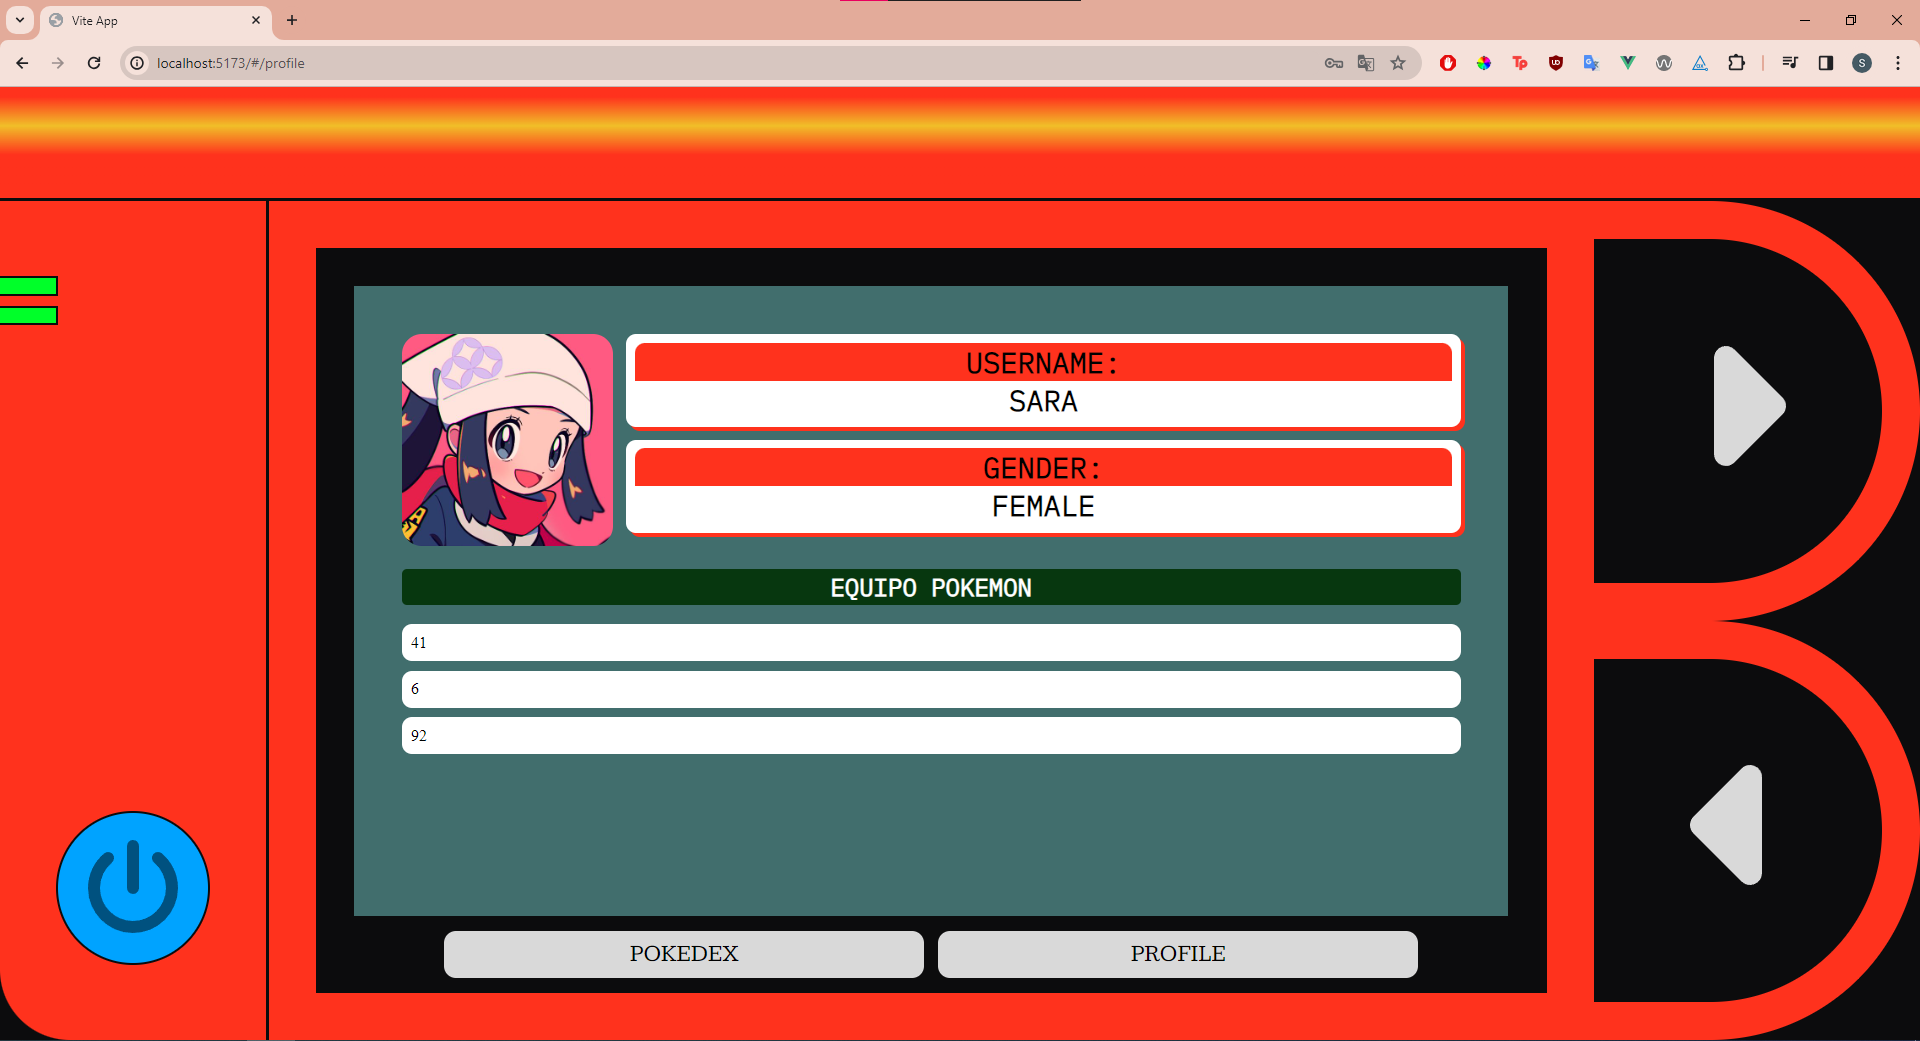 Vite App
localhost:5173/#/profile
S
USERNAME:
SARA
GENDER:
FEMALE
EQUIPO POKEMON
41
6
92
POKEDEX
PROFILE